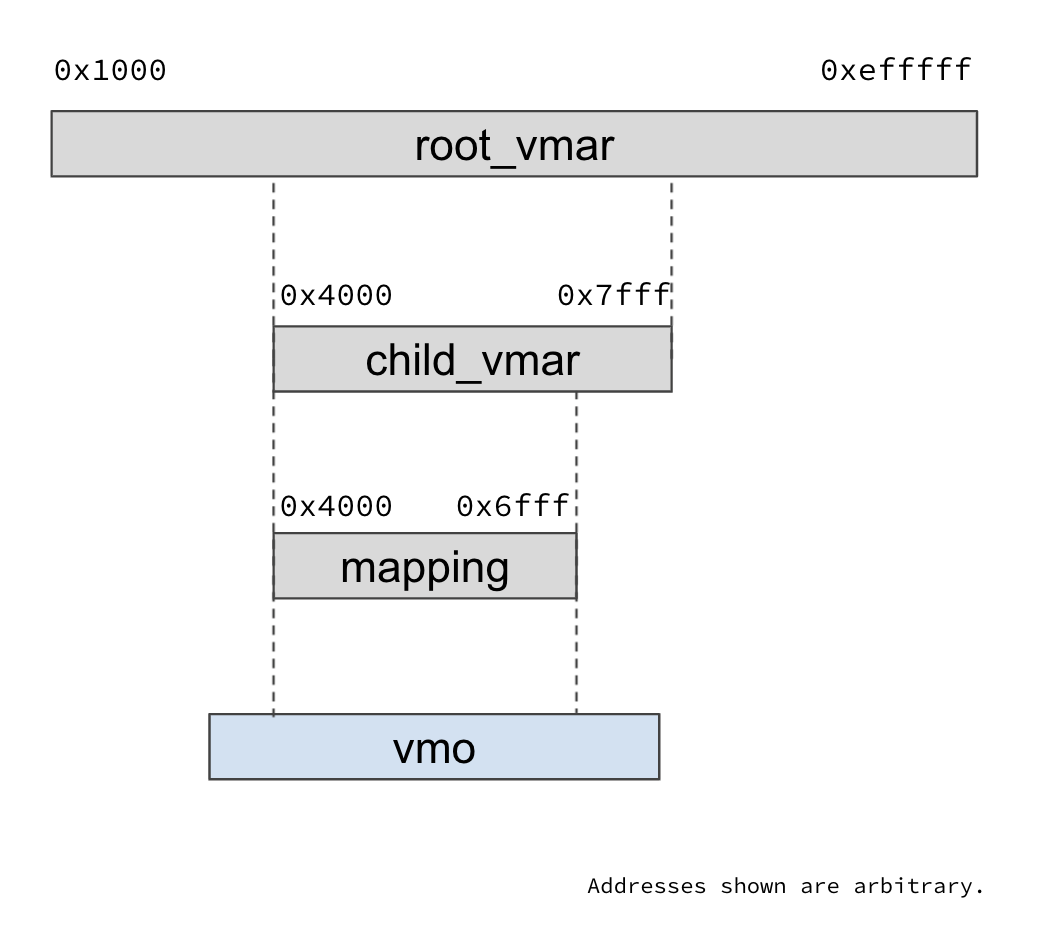 0x1000 0xefffff
root_vmar
0x4000 0x7fff
child_vmar
0x4000 0x6fff
mapping
vmo
Addresses shown are arbitrary.